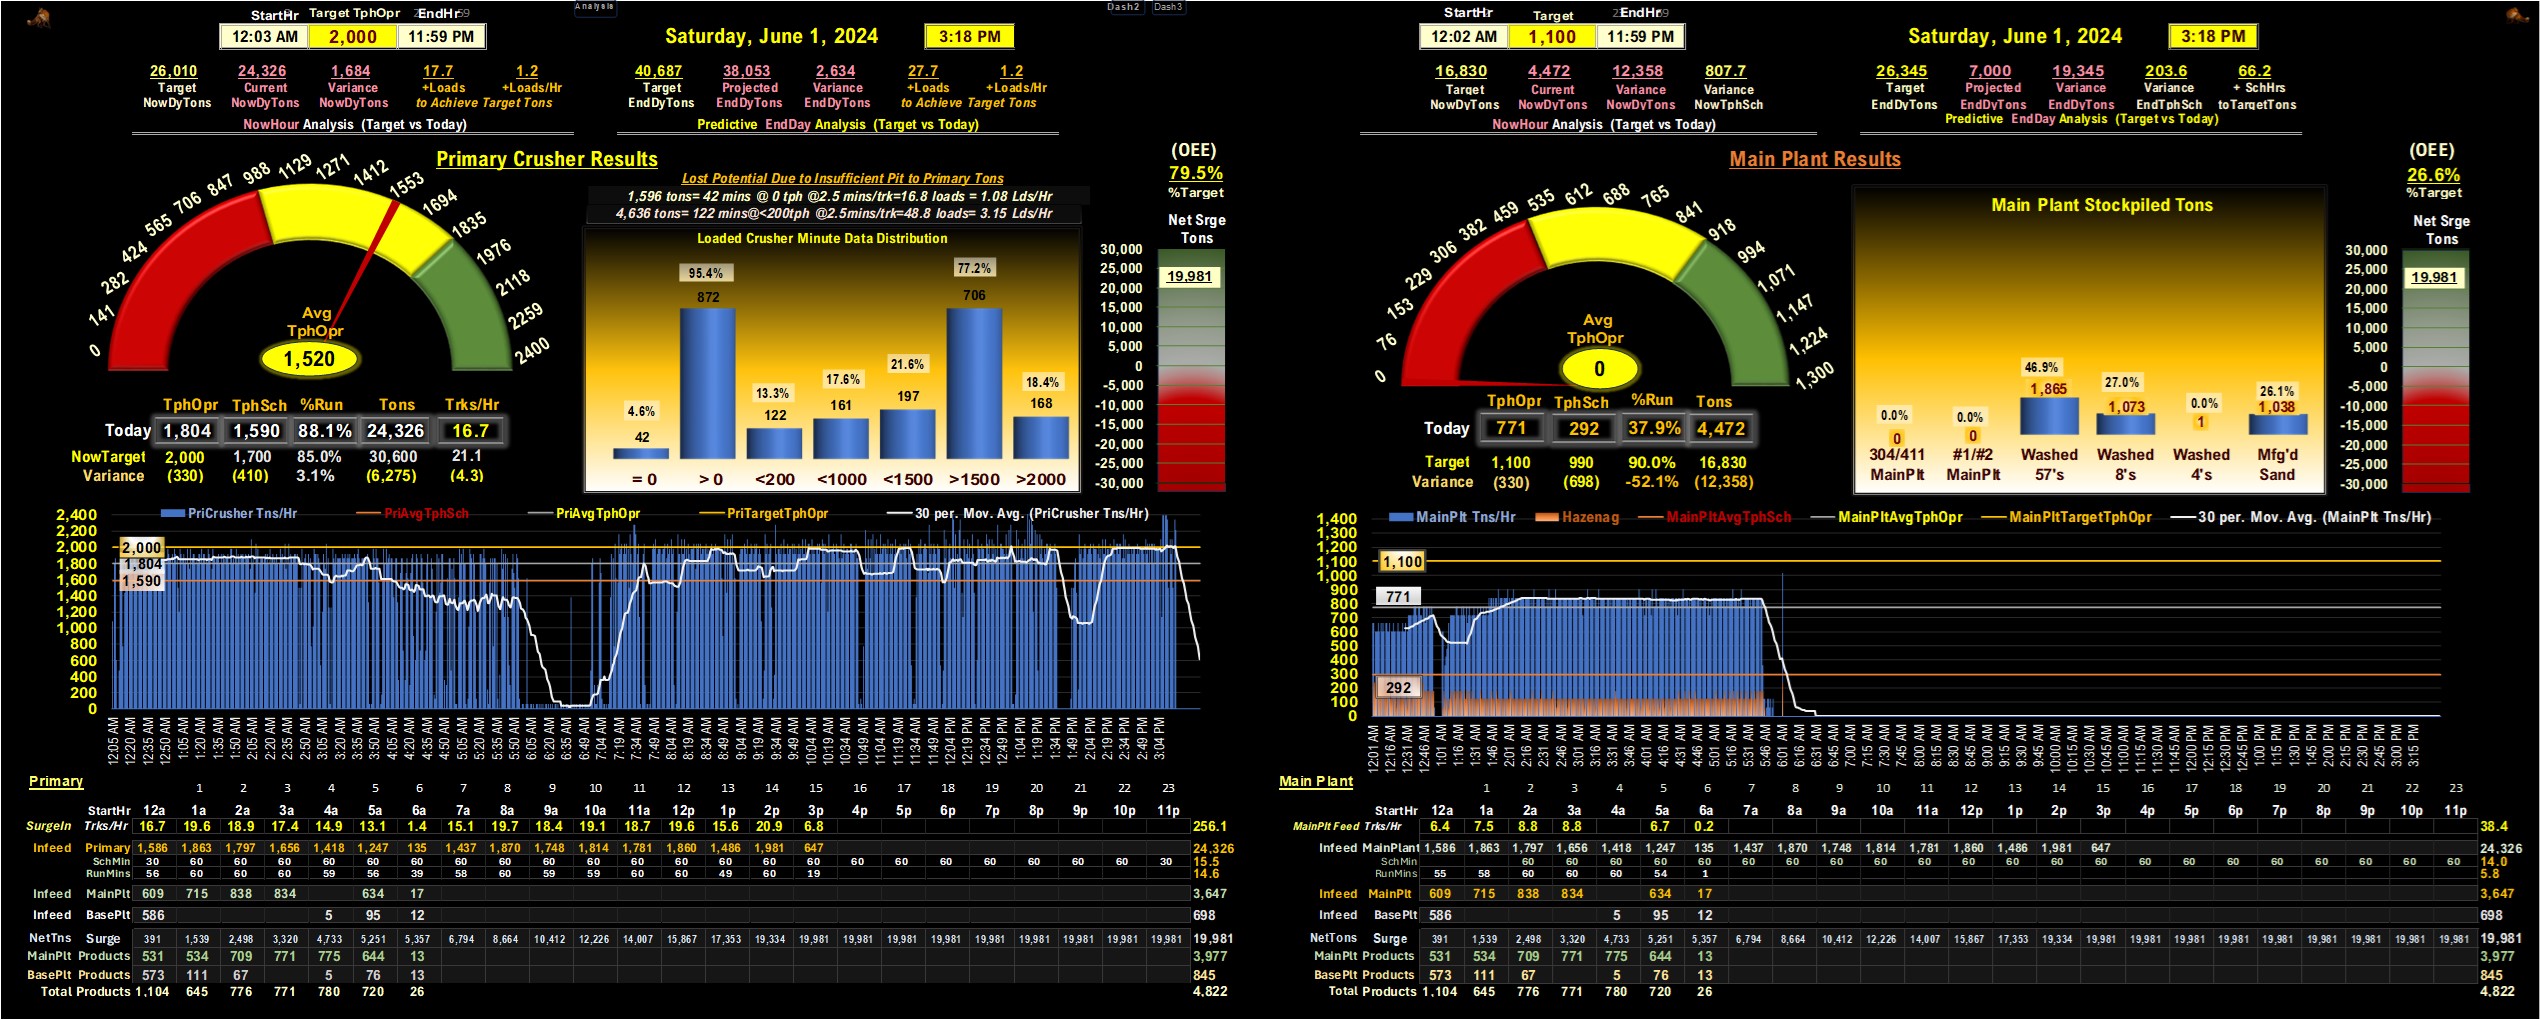 Analysis
Dash2 Dash3
StartHr Target TphOpr EndHr
12:03 AM 2,000 11:59 PM
Saturday, June 1, 2024 3:18 PM
26,010 24,326 1,684 17.7 1.2
Target Current Variance +Loads +Loads/Hr
NowDyTons NowDyTons NowDyTons to Achieve Target Tons
NowHour Analysis (Target vs Today)
40,687 38,053 2,634 27.7 1.2
Target Projected Variance +Loads +Loads/Hr
EndDyTons EndDyTons EndDyTons to Achieve Target Tons
Predictive EndDay Analysis (Target vs Today)
Primary Crusher Results
0 141 282 424 565 706 847 988 1129 1271 1412 1553 1694 1835 1976 2118 2259 2400
Avg
TphOpr
1,520
TphOpr TphSch %Run Tons Trks/Hr
Today 1,804 1,590 88.1% 24,326 16.7
NowTarget 2,000 1,700 85.0% 30,600 21.1
Variance (330) (410) 3.1% (6,275) (4.3)
Lost Potential Due to Insufficient Pit to Primary Tons
1,596 tons= 42 mins @ 0 tph @2.5 mins/trk=16.8 loads = 1.08 Lds/Hr
4,636 tons= 122 mins@<200tph @2.5mins/trk=48.8 loads= 3.15 Lds/Hr
Loaded Crusher Minute Data Distribution
4.6% 95.4% 13.3% 17.6% 21.6% 77.2% 18.4%
42 872 122 161 197 706 168
= 0 > 0 <200 <1000 <1500 >1500 >2000
(OEE)
79.5%
%Target
Net Srge
Tons
30,000
25,000
19,981
20,000
15,000
10,000
5,000
0
-5,000
-10,000
-15,000
-20,000
-25,000
-30,000
PriCrusher Tns/Hr PriAvgTphSch PriAvgTphOpr PriTargetTphOpr 30 per. Mov. Avg. (PriCrusher Tns/Hr)
2,400
2,200
2,000
1,800
1,600
1,400
1,200
1,000
800
600
400
200
0
2,000
1,804
1,590
12:05 AM 12:20 AM 12:35 AM 12:50 AM 1:05 AM 1:20 AM 1:35 AM 1:50 AM 2:05 AM 2:20 AM 2:35 AM 2:50 AM 3:05 AM 3:20 AM 3:35 AM 3:50 AM 4:05 AM 4:20 AM 4:35 AM 4:50 AM 5:05 AM 5:20 AM 5:35 AM 5:50 AM 6:05 AM 6:20 AM 6:35 AM 6:50 AM 7:04 AM 7:19 AM 7:34 AM 7:49 AM 8:04 AM 8:19 AM 8:34 AM 8:49 AM 9:04 AM 9:19 AM 9:34 AM 9:49 AM 10:04 AM 10:19 AM 10:34 AM 10:49 AM 11:04 AM 11:19 AM 11:34 AM 11:49 AM 12:04 PM 12:19 PM 12:34 PM 12:49 PM 1:04 PM 1:19 PM 1:34 PM 1:49 PM 2:04 PM 2:19 PM 2:34 PM 2:49 PM 3:04 PM
Primary
1 2 3 4 5 6 7 8 9 10 11 12 13 14 15 16 17 18 19 20 21 22 23
StartHr 12a 1a 2a 3a 4a 5a 6a 7a 8a 9a 10a 11a 12p 1p 2p 3p 4p 5p 6p 7p 8p 9p 10p 11p
SurgeIn Trks/Hr 16.7 19.6 18.9 17.4 14.9 13.1 1.4 15.1 19.7 18.4 19.1 18.7 19.6 15.6 20.9 6.8 256.1
Infeed Primary 1,586 1,863 1,797 1,656 1,418 1,247 135 1,437 1,870 1,748 1,814 1,781 1,860 1,486 1,981 647 24,326
SchMin 30 60 60 60 60 60 60 60 60 60 60 60 60 60 60 60 60 60 60 60 60 60 60 30 15.5
RunMins 56 60 60 60 59 56 39 58 60 59 59 60 60 49 60 19 14.6
Infeed MainPlt 609 715 838 834 634 17 3,647
Infeed BasePlt 586 5 95 12 698
NetTns Surge 391 1,539 2,498 3,320 4,733 5,251 5,357 6,794 8,664 10,412 12,226 14,007 15,867 17,353 19,334 19,981 19,981 19,981 19,981 19,981 19,981 19,981 19,981 19,981 19,981
MainPlt Products 531 534 709 771 775 644 13 3,977
BasePlt Products 573 111 67 5 76 13 845
Total Products 1,104 645 776 771 780 720 26 4,822
StartHr Target EndHr
12:02 AM 1,100 11:59 PM
Saturday, June 1, 2024 3:18 PM
16,830 4,472 12,358 807.7
Target Current Variance Variance
NowDyTons NowDyTons NowDyTons NowTphSch
NowHour Analysis (Target vs Today)
26,345 7,000 19,345 203.6 66.2
Target Projected Variance Variance + SchHrs
EndDyTons EndDyTons EndDyTons EndTphSch toTargetTons
Predictive EndDay Analysis (Target vs Today)
Main Plant Results
0 76 153 229 306 382 459 535 612 688 765 841 918 994 1,071 1,147 1,224 1,300
Avg
TphOpr
0
TphOpr TphSch %Run Tons
Today 771 292 37.9% 4,472
Target 1,100 990 90.0% 16,830
Variance (330) (698) -52.1% (12,358)
Main Plant Stockpiled Tons
0.0% 0.0% 46.9% 27.0% 0.0% 26.1%
0 0 1,865 1,073 1 1,038
304/411 #1/#2 Washed Washed Washed Mfg'd
MainPlt MainPlt 57's 8's 4's Sand
(OEE)
26.6%
%Target
Net Srge
Tons
30,000
25,000
19,981
20,000
15,000
10,000
5,000
0
-5,000
-10,000
-15,000
-20,000
-25,000
-30,000
MainPlt Tns/Hr Hazenag MainPltAvgTphSch MainPltAvgTphOpr MainPltTargetTphOpr 30 per. Mov. Avg. (MainPlt Tns/Hr)
1,400
1,300
1,200
1,100
1,000
900
800
700
600
500
400
300
200
100
0
1,100
771
292
12:01 AM 12:16 AM 12:31 AM 12:46 AM 1:01 AM 1:16 AM 1:31 AM 1:46 AM 2:01 AM 2:16 AM 2:31 AM 2:46 AM 3:01 AM 3:16 AM 3:31 AM 3:46 AM 4:01 AM 4:16 AM 4:31 AM 4:46 AM 5:01 AM 5:16 AM 5:31 AM 5:46 AM 6:01 AM 6:16 AM 6:31 AM 6:45 AM 7:00 AM 7:15 AM 7:30 AM 7:45 AM 8:00 AM 8:15 AM 8:30 AM 8:45 AM 9:00 AM 9:15 AM 9:30 AM 9:45 AM 10:00 AM 10:15 AM 10:30 AM 10:45 AM 11:00 AM 11:15 AM 11:30 AM 11:45 AM 12:00 PM 12:15 PM 12:30 PM 12:45 PM 1:00 PM 1:15 PM 1:30 PM 1:45 PM 2:00 PM 2:15 PM 2:30 PM 2:45 PM 3:00 PM 3:15 PM
Main Plant
1 2 3 4 5 6 7 8 9 10 11 12 13 14 15 16 17 18 19 20 21 22 23
StartHr 12a 1a 2a 3a 4a 5a 6a 7a 8a 9a 10a 11a 12p 1p 2p 3p 4p 5p 6p 7p 8p 9p 10p 11p
MainPlt Feed Trks/Hr 6.4 7.5 8.8 8.8 6.7 0.2 38.4
Infeed MainPlant 1,586 1,863 1,797 1,656 1,418 1,247 135 1,437 1,870 1,748 1,814 1,781 1,860 1,486 1,981 647 24,326
SchMin 60 60 60 60 60 60 60 60 60 60 60 60 60 60 60 60 60 60 60 60 60 60 14.0
RunMins 55 58 60 60 60 54 1 5.8
Infeed MainPlt 609 715 838 834 634 17 3,647
Infeed BasePlt 586 5 95 12 698
NetTons Surge 391 1,539 2,498 3,320 4,733 5,251 5,357 6,794 8,664 10,412 12,226 14,007 15,867 17,353 19,334 19,981 19,981 19,981 19,981 19,981 19,981 19,981 19,981 19,981 19,981
MainPlt Products 531 534 709 771 775 644 13 3,977
BasePlt Products 573 111 67 5 76 13 845
Total Products 1,104 645 776 771 780 720 26 4,822